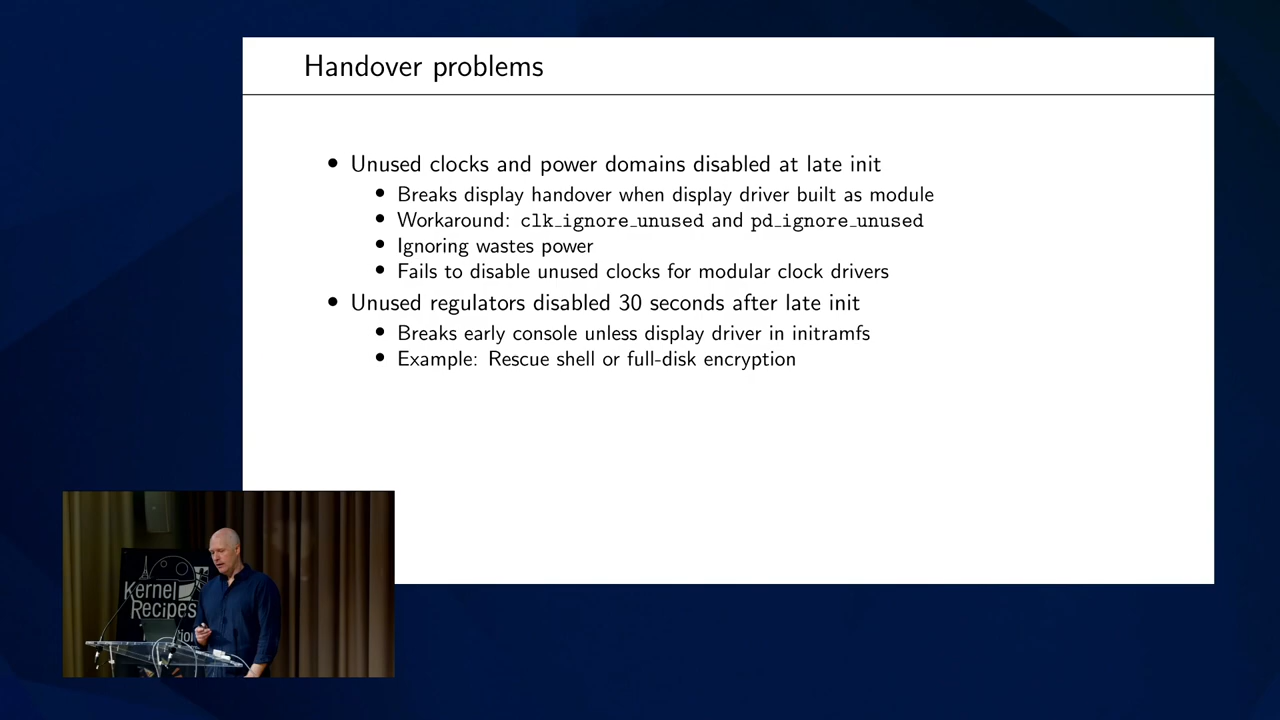 Handover problems
• Unused clocks and power domains disabled at late init
• Breaks display handover when display driver built as module
• Workaround: clk_ignore_unused and pd_ignore_unused
• Ignoring wastes power
• Fails to disable unused clocks for modular clock drivers
• Unused regulators disabled 30 seconds after late init
• Breaks early console unless display driver in initramfs
• Example: Rescue shell or full-disk encryption
Kernel
Recipes